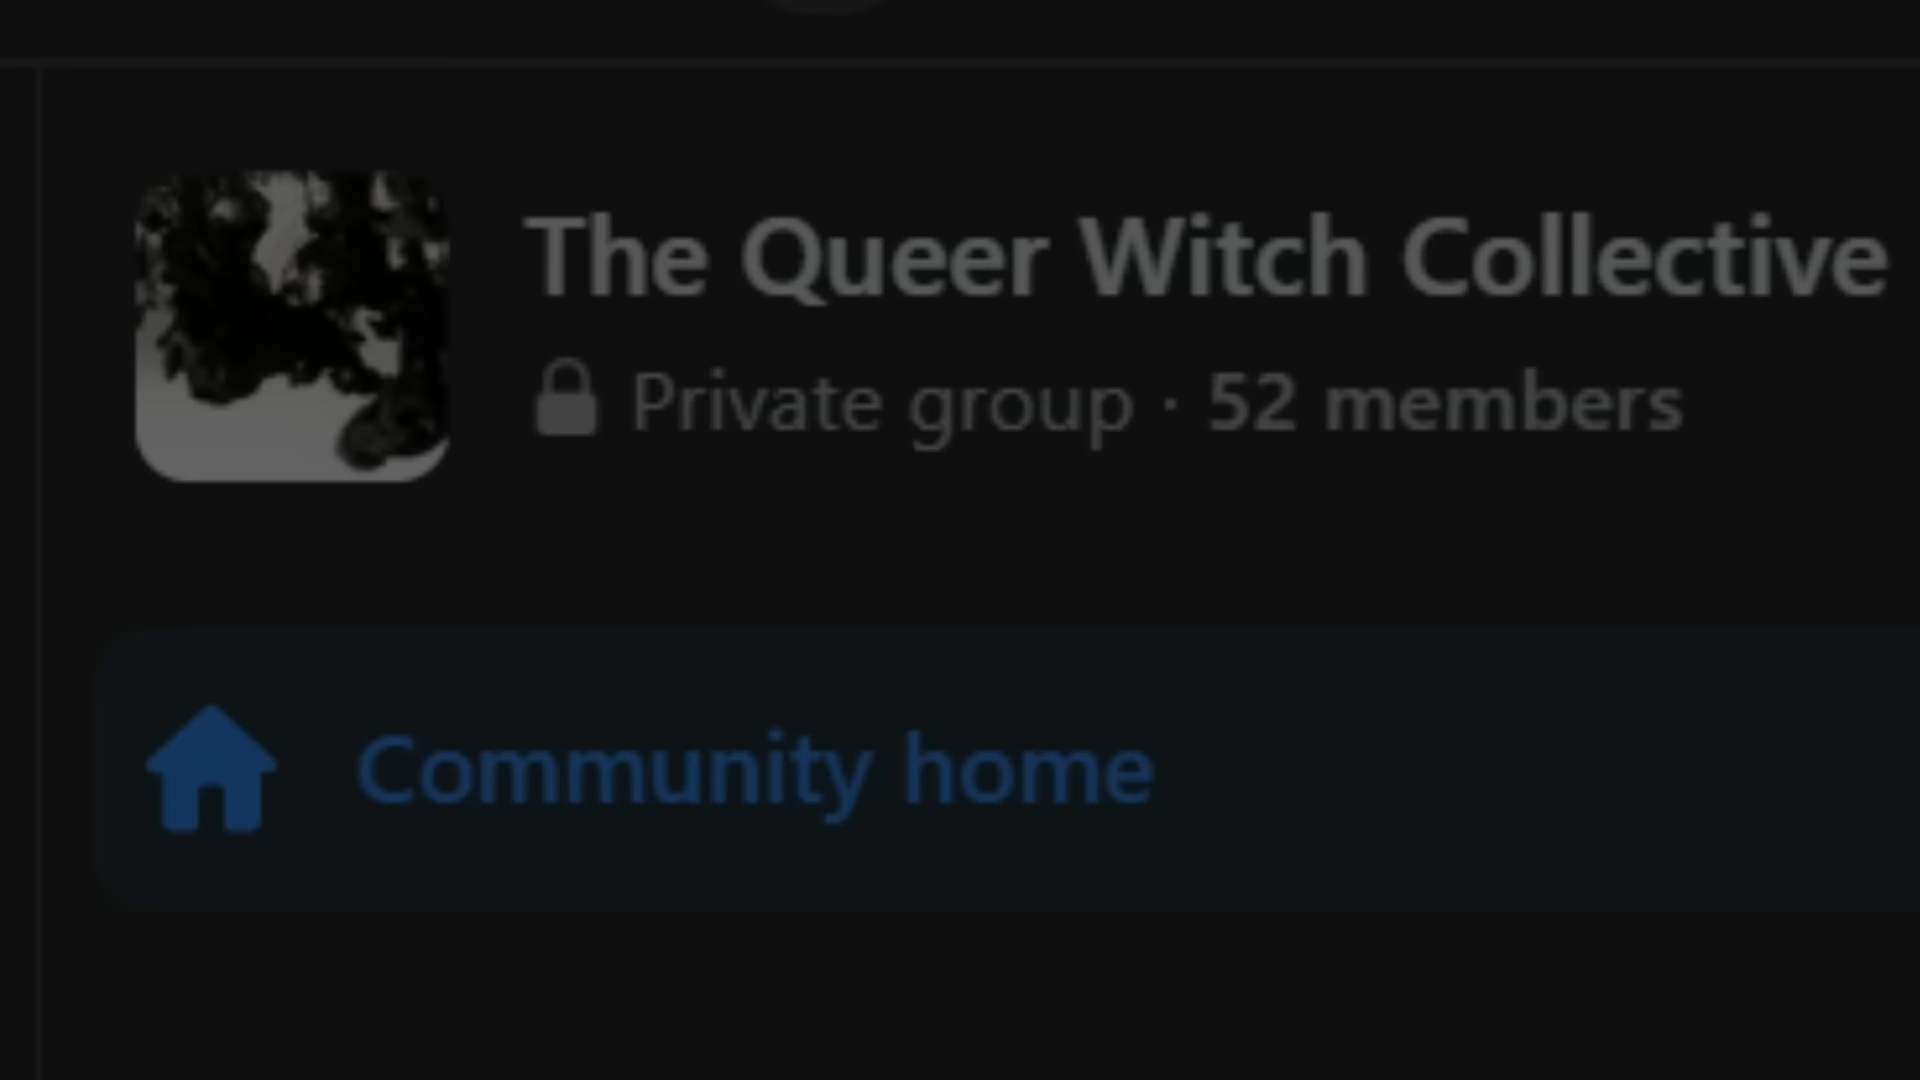 The Queer Witch Collective
Private group · 52 members
Community home